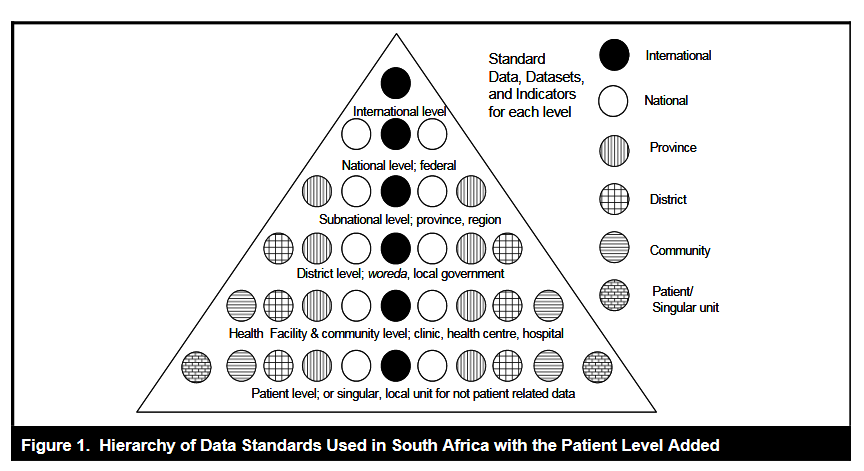 Standard
Data, Datasets,
and Indicators
for each level
International
National
Province
District
Community
Patient/
Singular unit
International level
National level; federal
Subnational level; province, region
District level; woreda, local government
Health Facility & community level; clinic, health centre, hospital
Patient level; or singular, local unit for not patient related data
Figure 1. Hierarchy of Data Standards Used in South Africa with the Patient Level Added